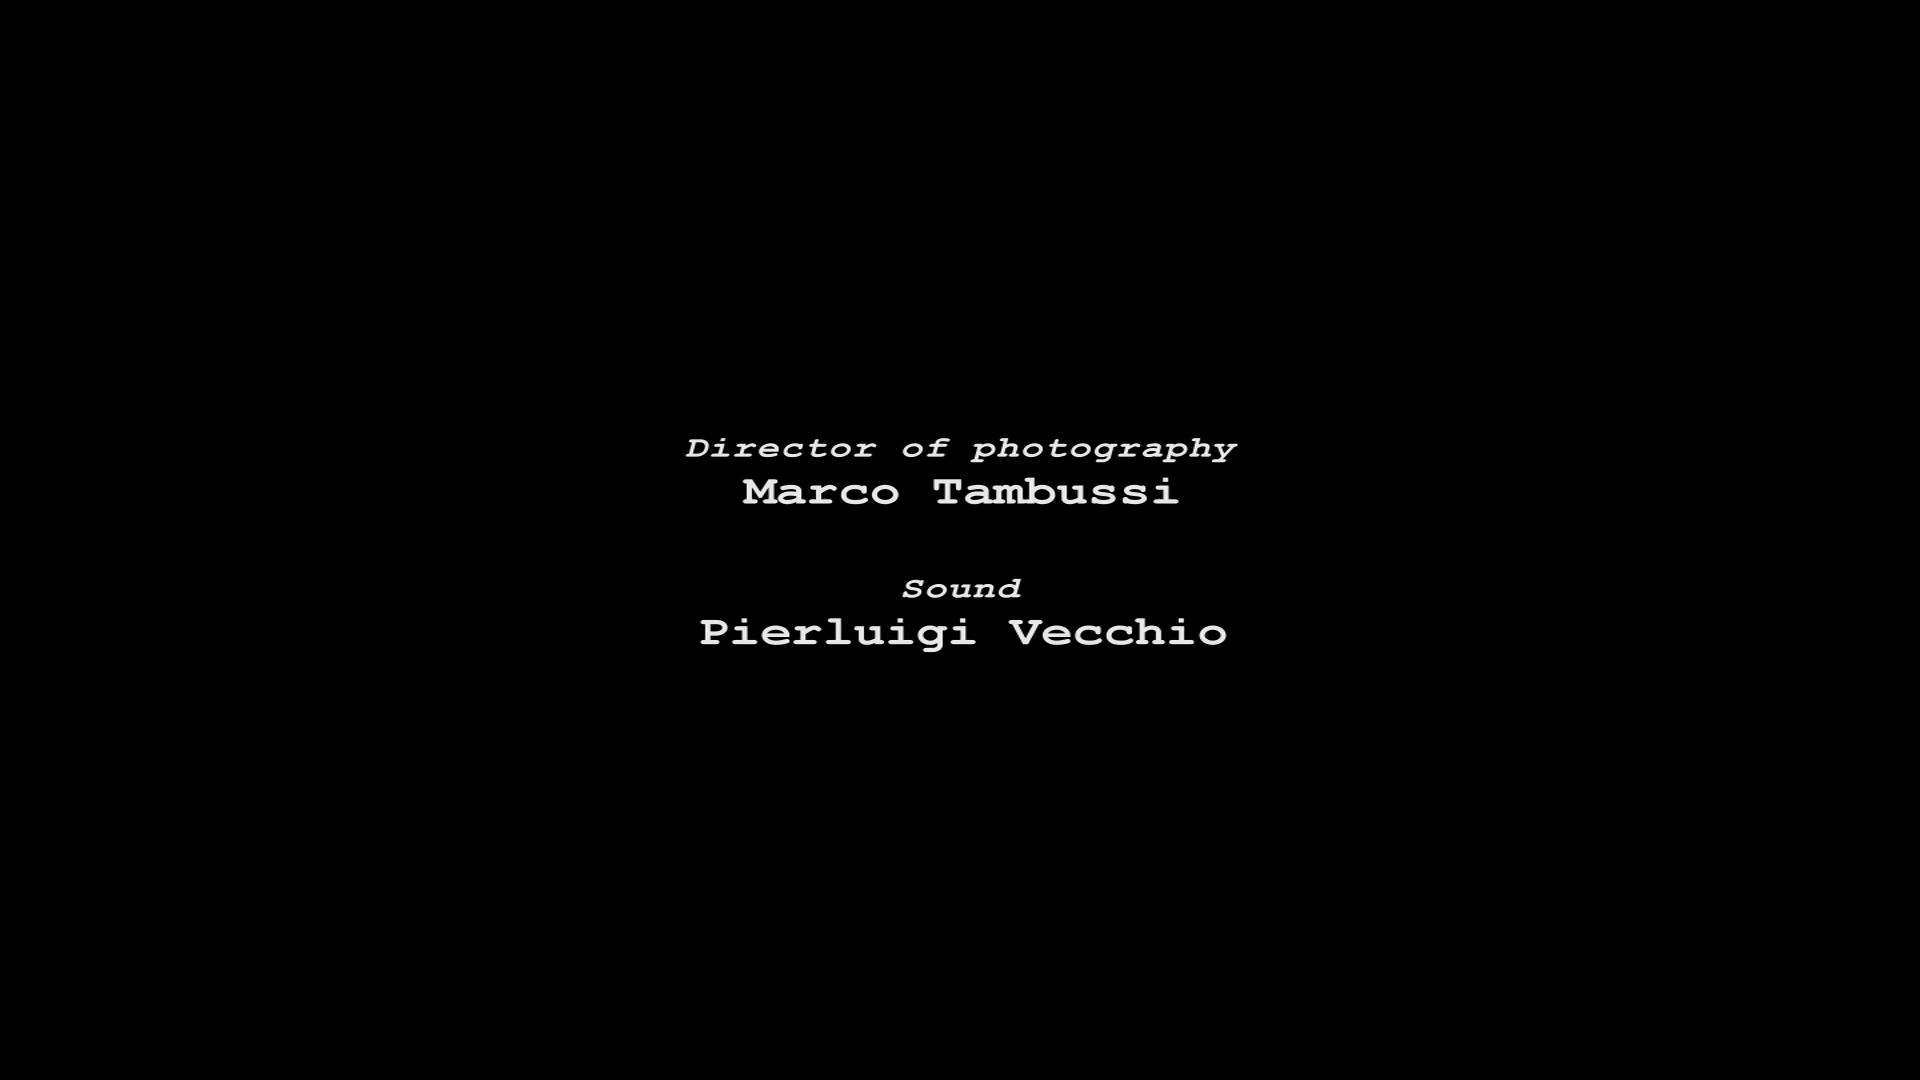 Director of photography
Marco Tambussi
Sound
Pierluigi Vecchio